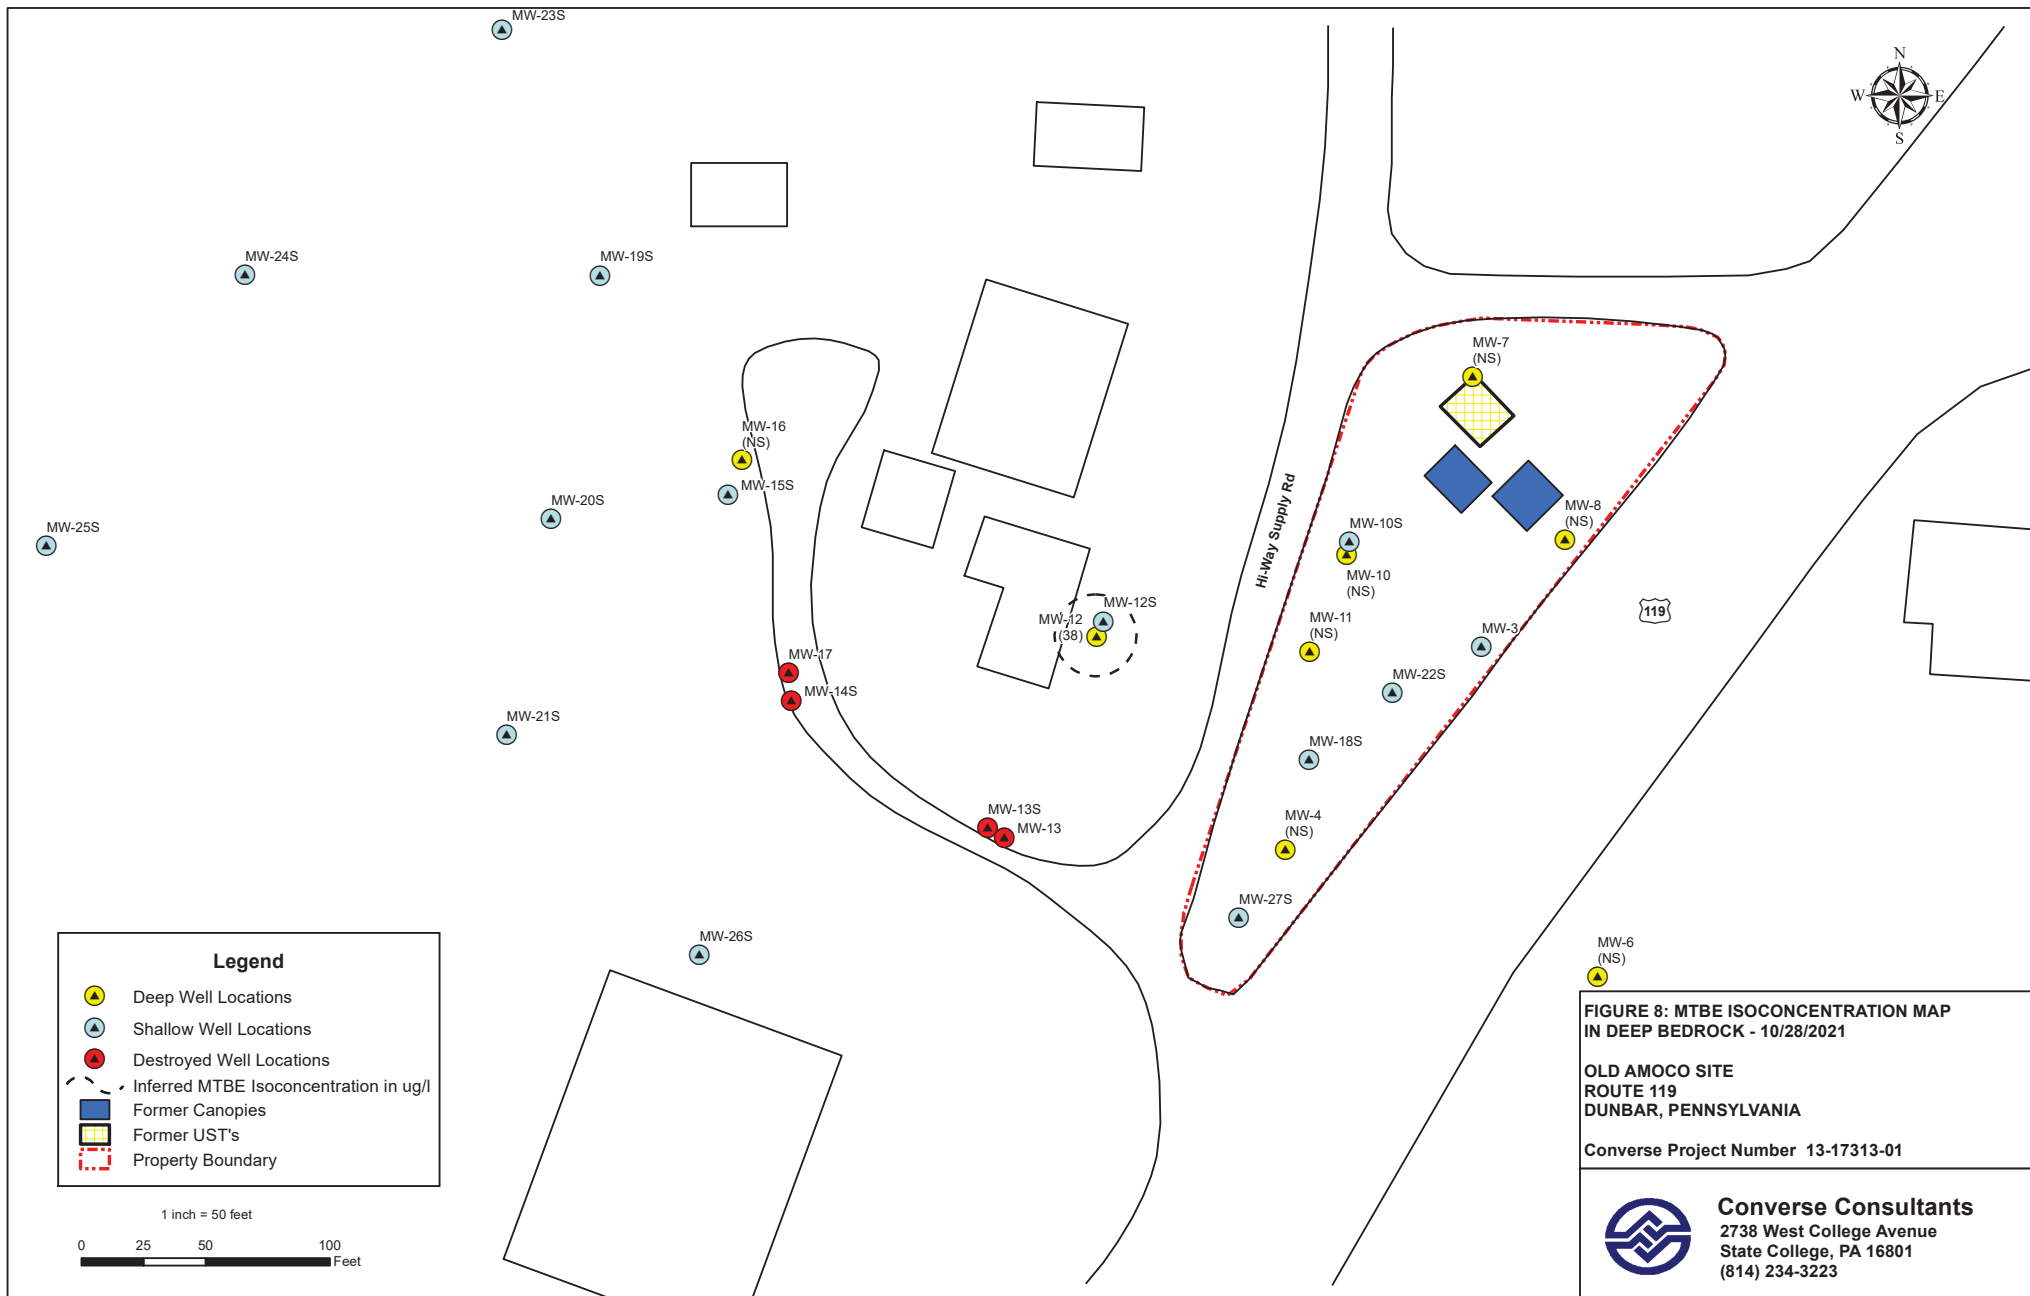 MW-23S
N
W
E
S
MW-24S
MW-19S
MW-7
(NS)
MW-16
(NS)
MW-15S
MW-20S
MW-25S
Hi-Way Supply Rd
MW-10S
MW-8
(NS)
MW-10
(NS)
MW-12S
MW-12
(38)
MW-11
(NS)
119
MW-3
MW-17
MW-14S
MW-22S
MW-21S
MW-18S
MW-13S
MW-13
MW-4
(NS)
MW-27S
MW-26S
MW-6
(NS)
Legend
Deep Well Locations
Shallow Well Locations
Destroyed Well Locations
Inferred MTBE Isoconcentration in ug/l
Former Canopies
Former UST's
Property Boundary
1 inch = 50 feet
0 25 50 100
Feet
FIGURE 8: MTBE ISOCONCENTRATION MAP
IN DEEP BEDROCK - 10/28/2021
OLD AMOCO SITE
ROUTE 119
DUNBAR, PENNSYLVANIA
Converse Project Number 13-17313-01
Converse Consultants
2738 West College Avenue
State College, PA 16801
(814) 234-3223